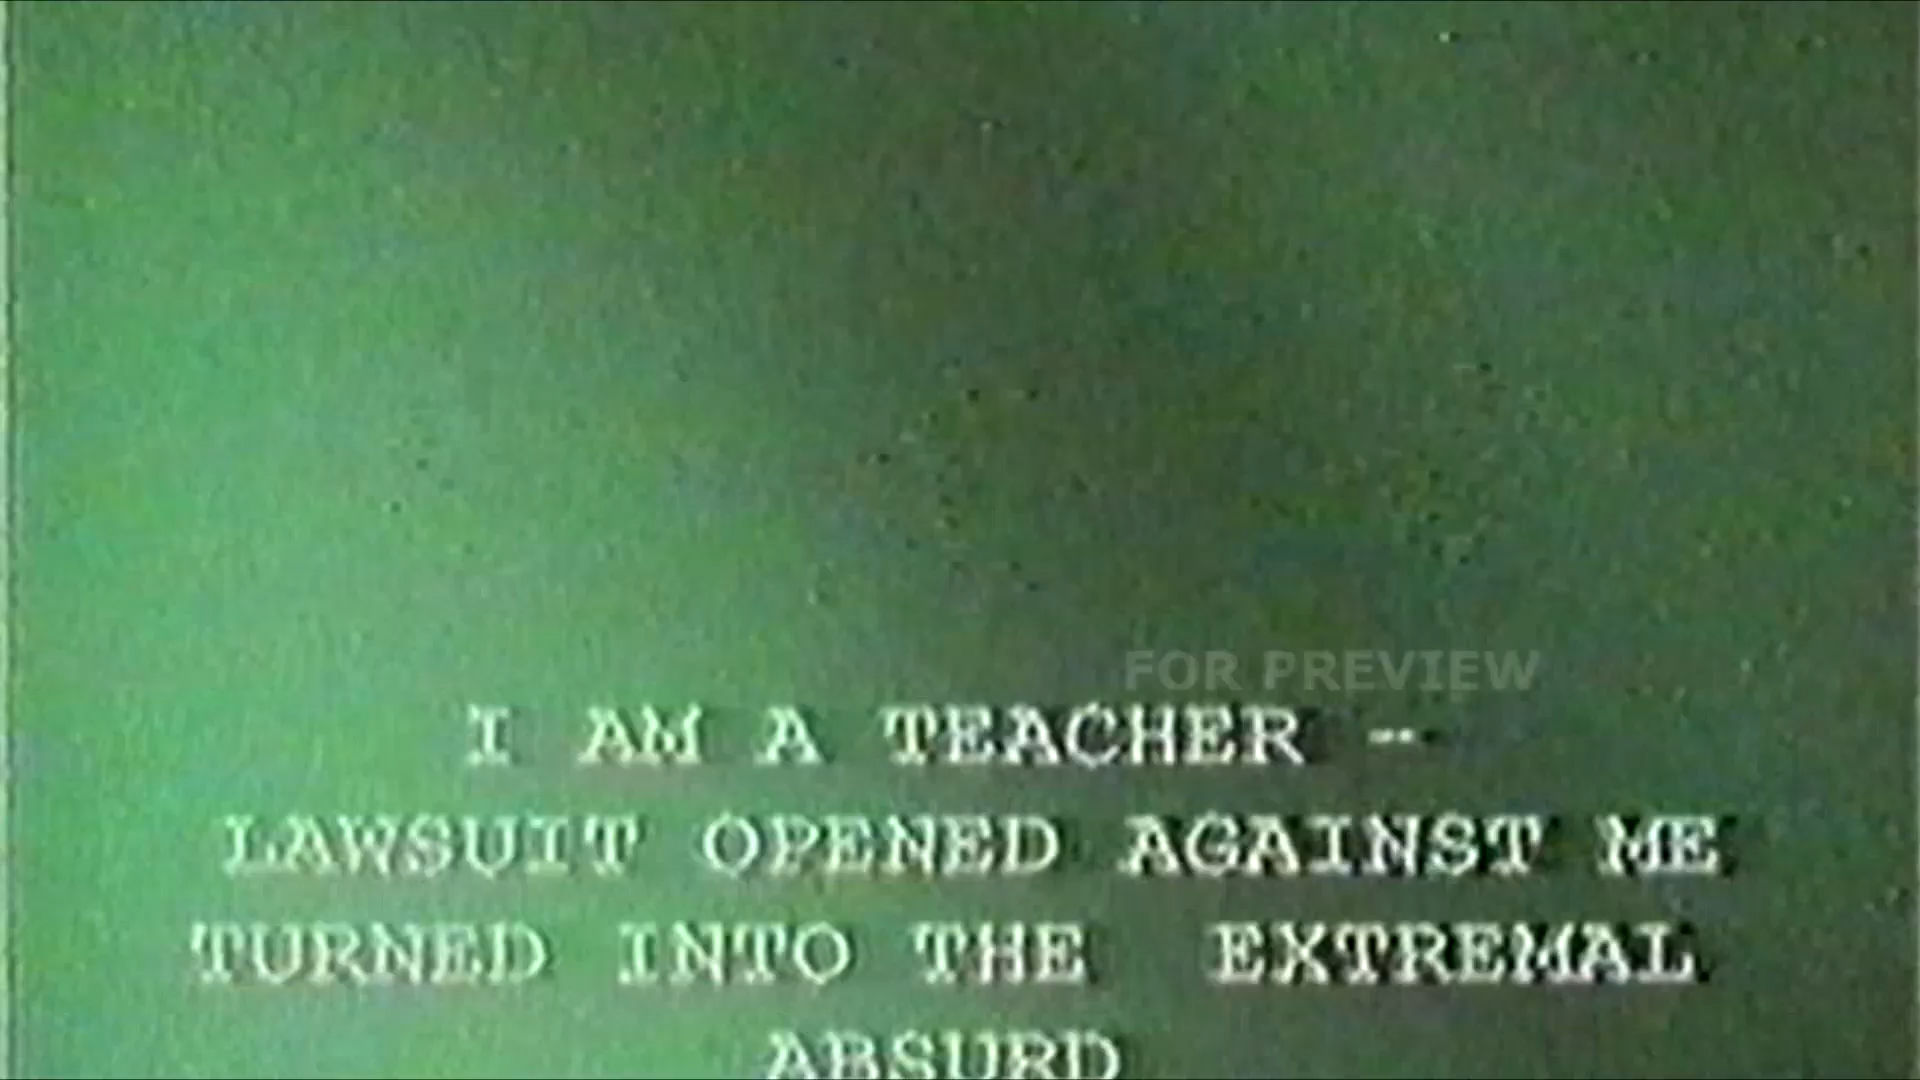 FOR PREVIEW
I AM A TEACHER --
LAWSUIT OPENED AGAINST ME
TURNED INTO THE EXTREMAL
ABSURD